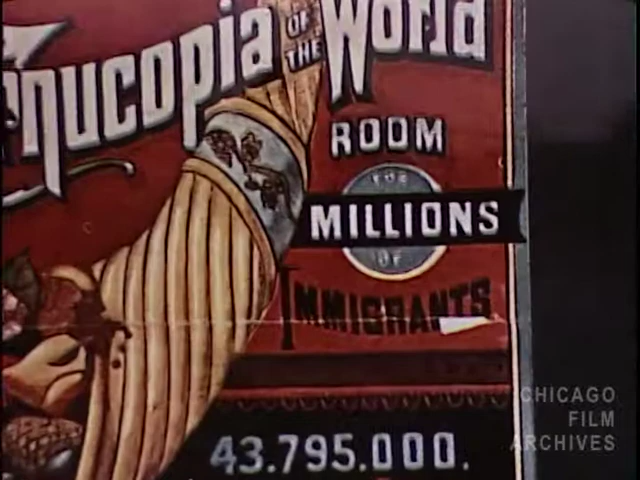 nucopia OF THE World
ROOM
FOR
MILLIONS
OF
IMMIGRANTS
43.795.000.
CHICAGO
FILM
ARCHIVES